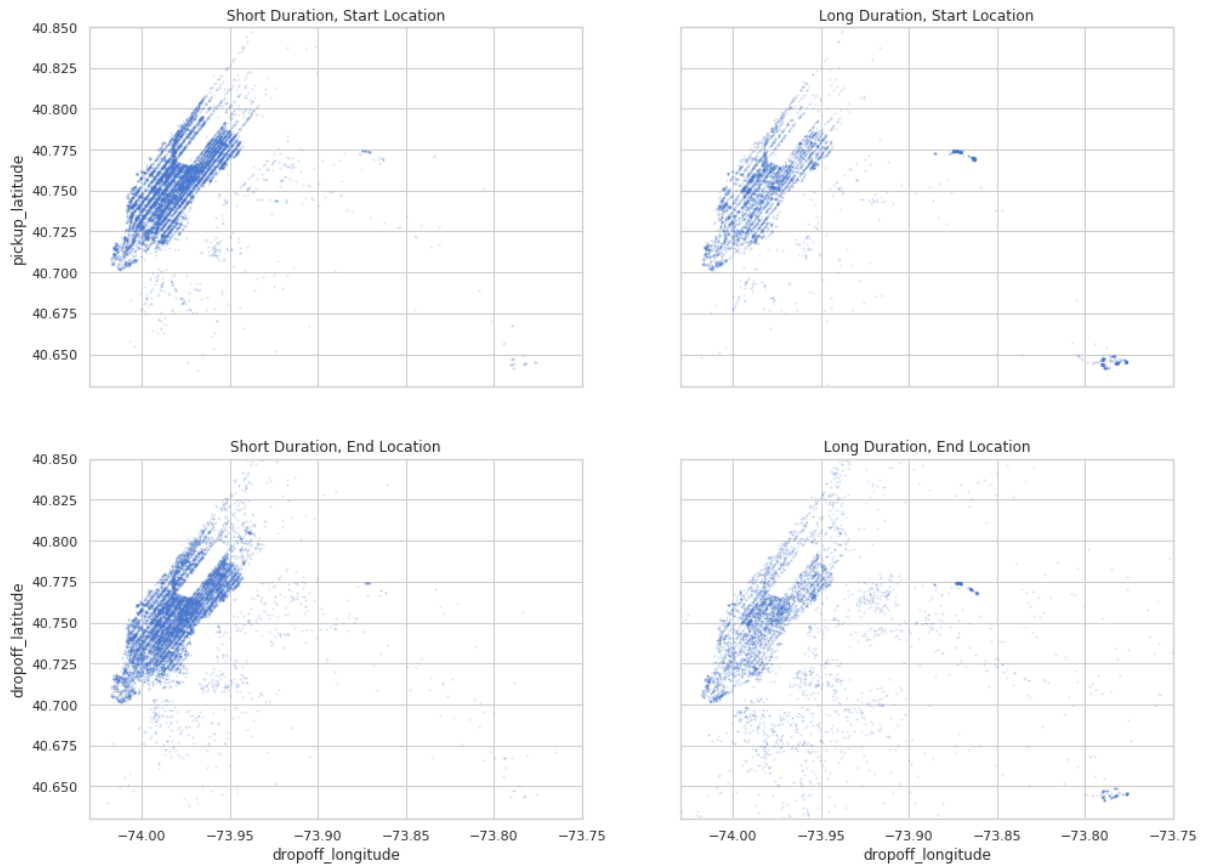 Short Duration, Start Location
Long Duration, Start Location
40.850
40.825
40.800
40.775
40.750
40.725
40.700
40.675
40.650
pickup_latitude
Short Duration, End Location
Long Duration, End Location
40.850
40.825
40.800
40.775
40.750
40.725
40.700
40.675
40.650
dropoff_latitude
−74.00 −73.95 −73.90 −73.85 −73.80 −73.75
−74.00 −73.95 −73.90 −73.85 −73.80 −73.75
dropoff_longitude
dropoff_longitude